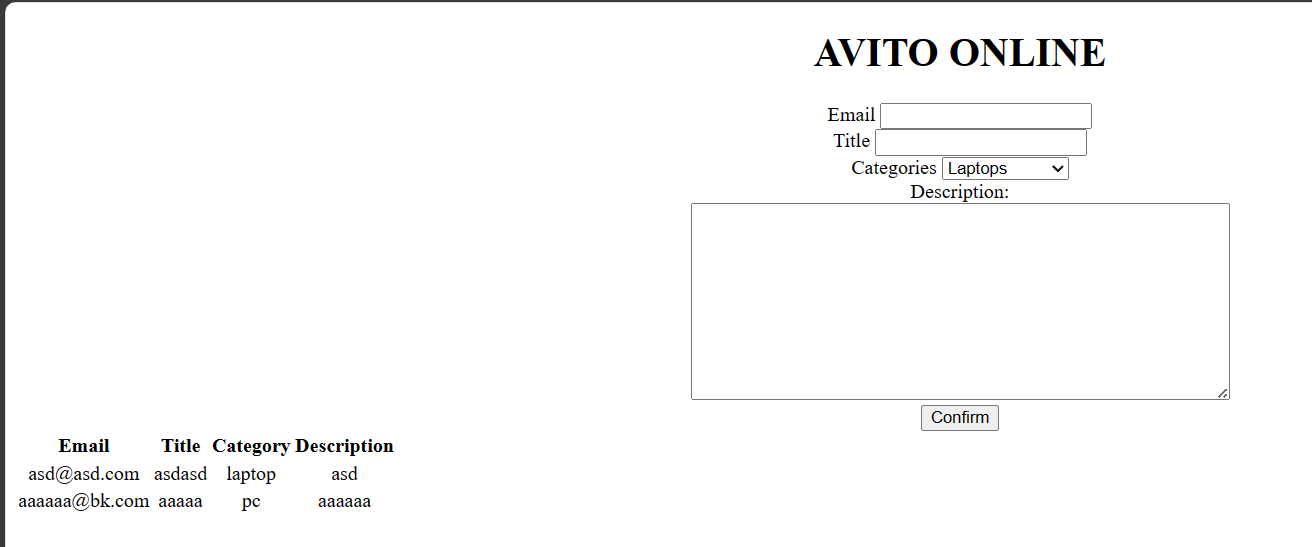 AVITO ONLINE
Email
Title
Categories Laptops
Description:
Confirm
Email Title Category Description
asd@asd.com asdasd laptop asd
aaaaaa@bk.com aaaaa pc aaaaaa